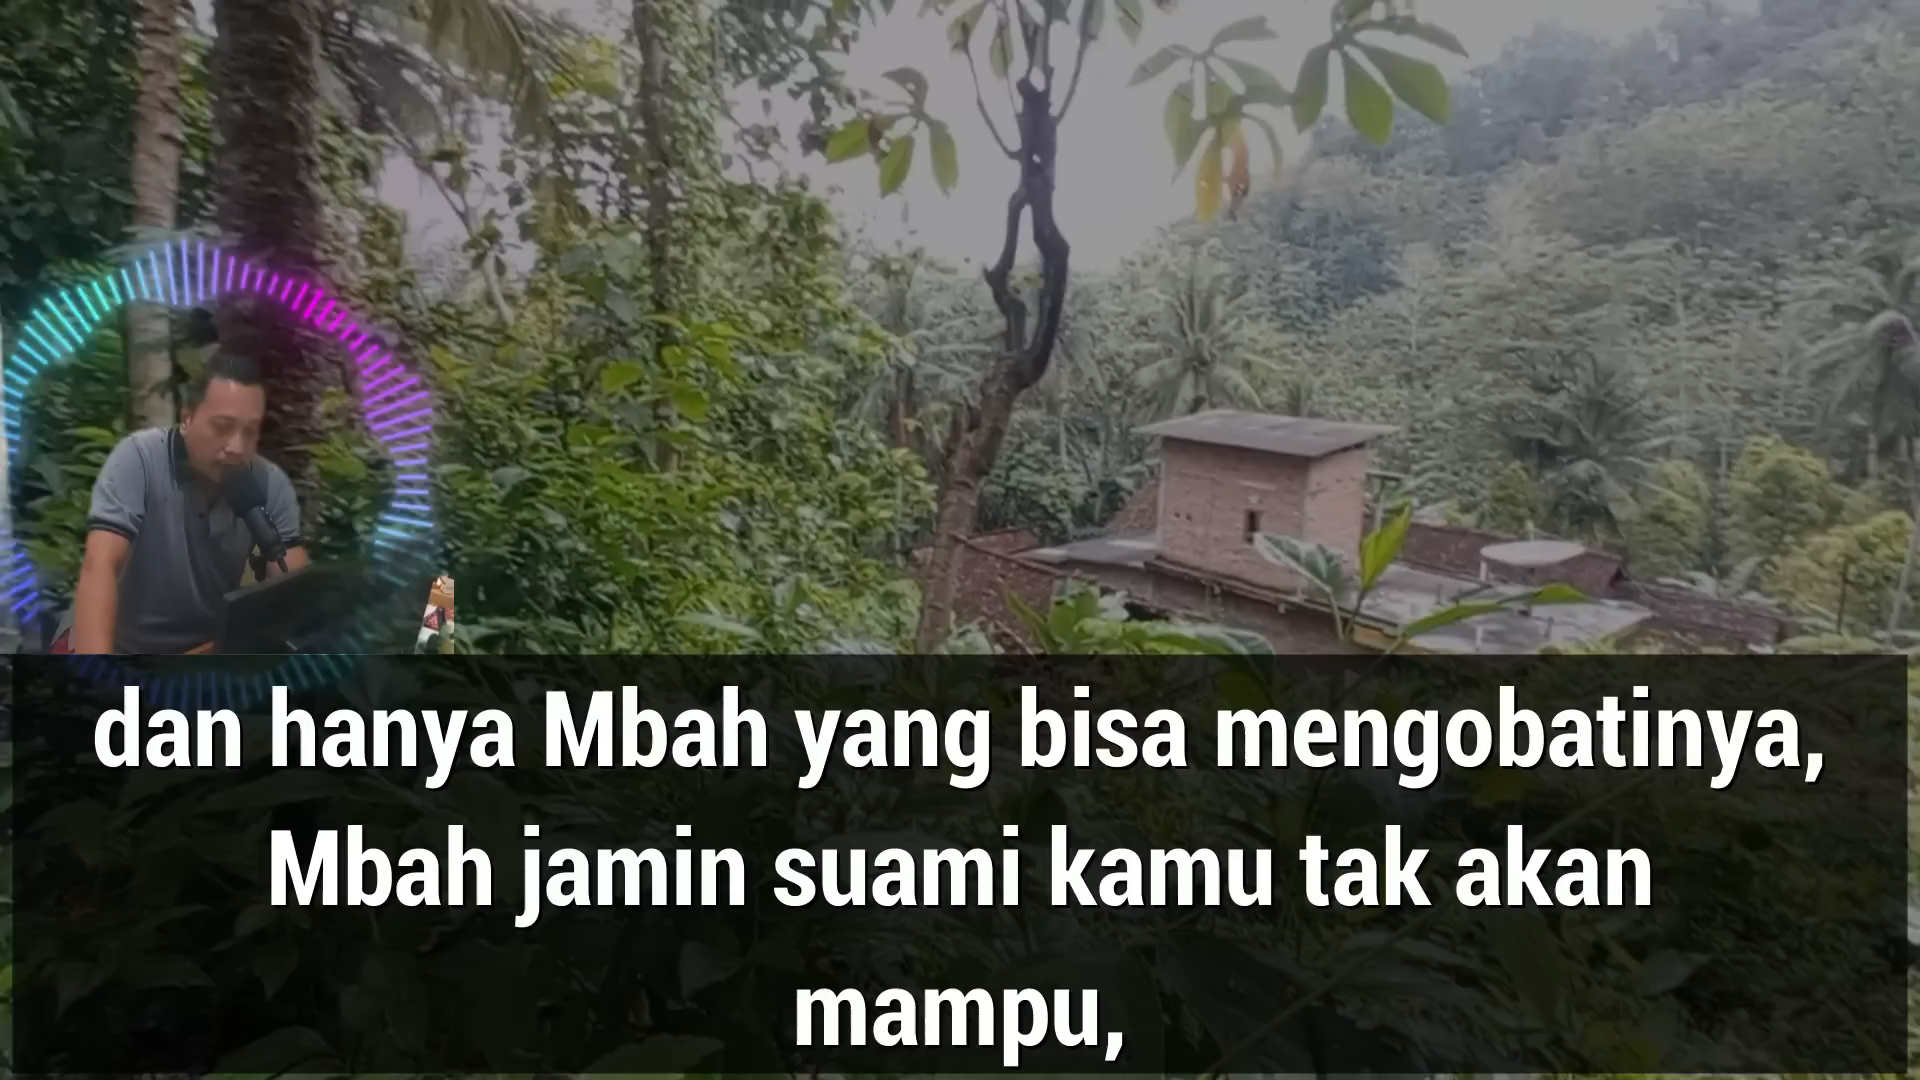 dan hanya Mbah yang bisa mengobatinya,
Mbah jamin suami kamu tak akan
mampu,